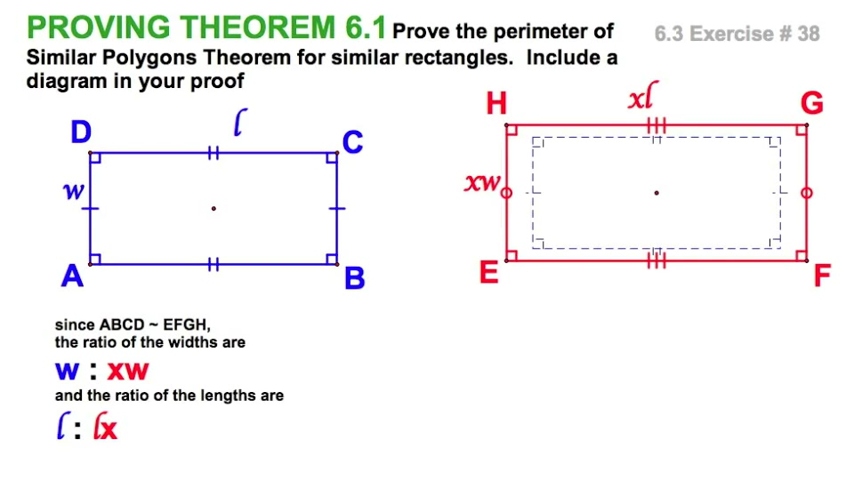 PROVING THEOREM 6.1 Prove the perimeter of
6.3 Exercise # 38
Similar Polygons Theorem for similar rectangles. Include a
diagram in your proof
D
l
C
w
A
B
H
xl
G
xw
E
F
since ABCD ~ EFGH,
the ratio of the widths are
w : xw
and the ratio of the lengths are
l : lx